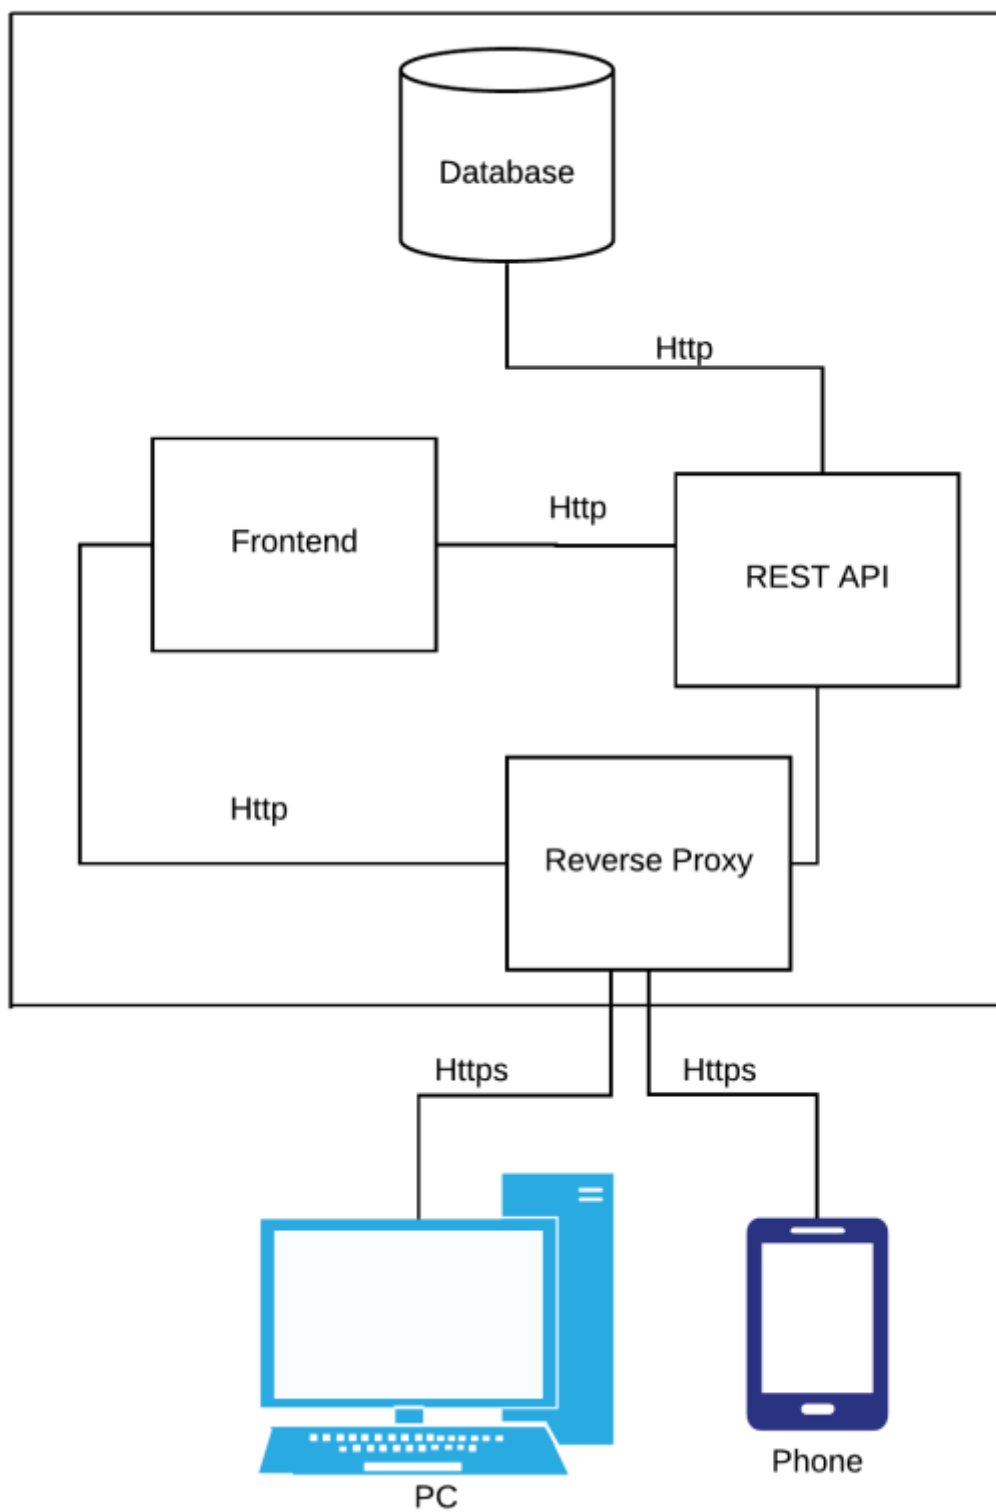 Database
Http
Http
Frontend
REST API
Http
Reverse Proxy
Https
Https
Phone
PC